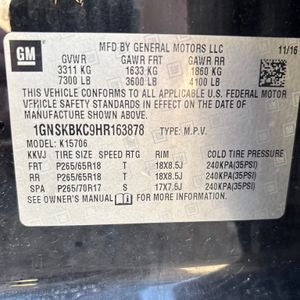 GM
MFD BY GENERAL MOTORS LLC 11/16
GVWR GAWR FRT GAWR RR
3311 KG 1633 KG 1860 KG
7300 LB 3600 LB 4100 LB
THIS VEHICLE CONFORMS TO ALL APPLICABLE U.S. FEDERAL MOTOR
VEHICLE SAFETY STANDARDS IN EFFECT ON THE DATE OF
MANUFACTURE SHOWN ABOVE.
1GNSKBKC9HR163878 TYPE: M.P.V.
MODEL: K15706
KKVJ TIRE SIZE SPEED RTG RIM COLD TIRE PRESSURE
FRT P265/65R18 T 18X8.5J 240KPA(35PSI)
RR P265/65R18 T 18X8.5J 240KPA(35PSI)
SPA P265/70R17 S 17X7.5J 240KPA(35PSI)
SEE OWNER'S MANUAL FOR ADDITIONAL INFORMATION.